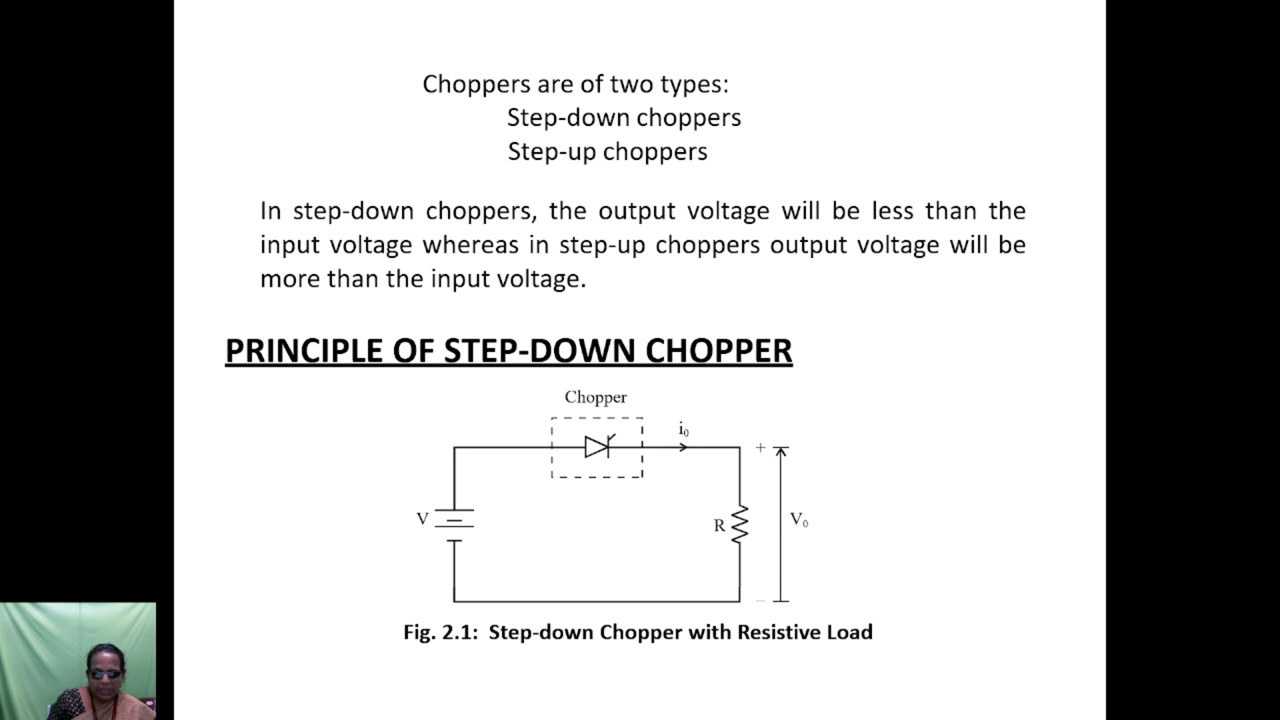 Choppers are of two types:
Step-down choppers
Step-up choppers
In step-down choppers, the output voltage will be less than the
input voltage whereas in step-up choppers output voltage will be
more than the input voltage.
PRINCIPLE OF STEP-DOWN CHOPPER
Chopper
i₀
+
V
R
V₀
−
Fig. 2.1: Step-down Chopper with Resistive Load